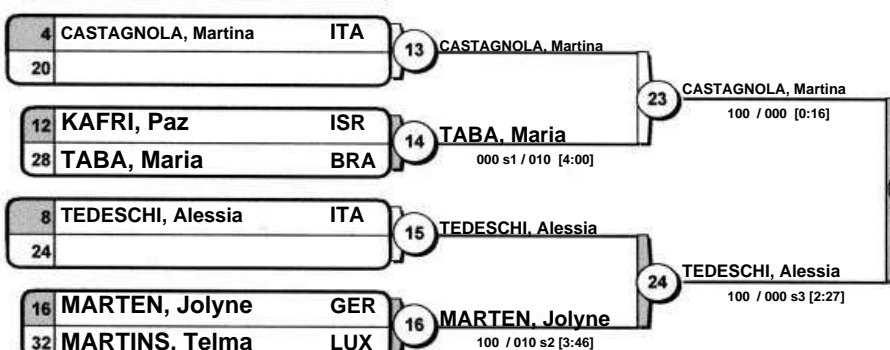 4 CASTAGNOLA, Martina ITA
20
13 CASTAGNOLA, Martina
12 KAFRI, Paz ISR
28 TABA, Maria BRA
14 TABA, Maria
000 s1 / 010 [4:00]
23 CASTAGNOLA, Martina
100 / 000 [0:16]
8 TEDESCHI, Alessia ITA
24
15 TEDESCHI, Alessia
16 MARTEN, Jolyne GER
32 MARTINS, Telma LUX
16 MARTEN, Jolyne
100 / 010 s2 [3:46]
24 TEDESCHI, Alessia
100 / 000 s3 [2:27]